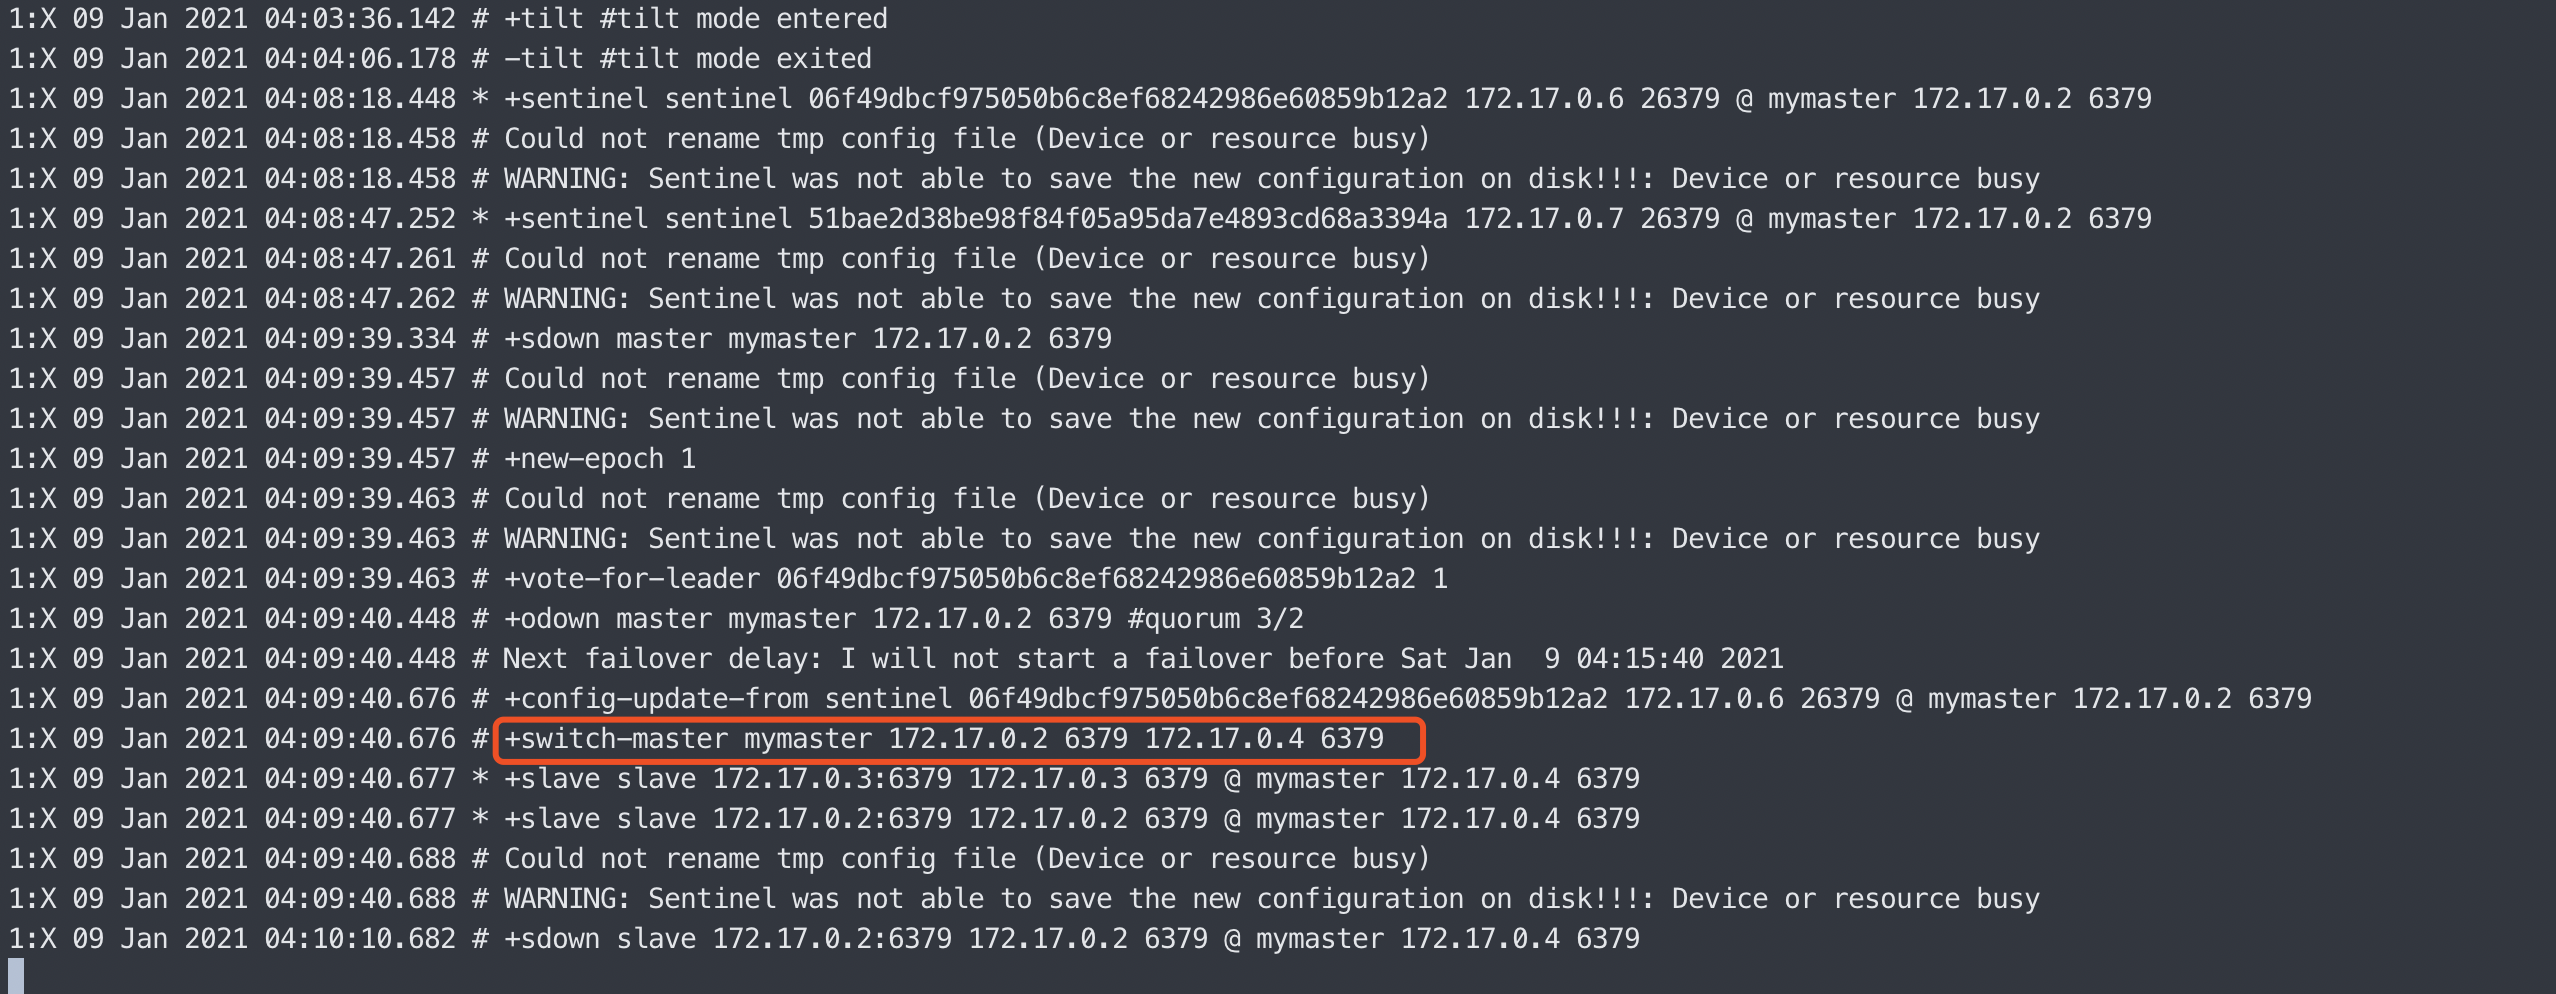 1:X 09 Jan 2021 04:03:36.142 # +tilt #tilt mode entered
1:X 09 Jan 2021 04:04:06.178 # -tilt #tilt mode exited
1:X 09 Jan 2021 04:08:18.448 * +sentinel sentinel 06f49dbcf975050b6c8ef68242986e60859b12a2 172.17.0.6 26379 @ mymaster 172.17.0.2 6379
1:X 09 Jan 2021 04:08:18.458 # Could not rename tmp config file (Device or resource busy)
1:X 09 Jan 2021 04:08:18.458 # WARNING: Sentinel was not able to save the new configuration on disk!!!: Device or resource busy
1:X 09 Jan 2021 04:08:47.252 * +sentinel sentinel 51bae2d38be98f84f05a95da7e4893cd68a3394a 172.17.0.7 26379 @ mymaster 172.17.0.2 6379
1:X 09 Jan 2021 04:08:47.261 # Could not rename tmp config file (Device or resource busy)
1:X 09 Jan 2021 04:08:47.262 # WARNING: Sentinel was not able to save the new configuration on disk!!!: Device or resource busy
1:X 09 Jan 2021 04:09:39.334 # +sdown master mymaster 172.17.0.2 6379
1:X 09 Jan 2021 04:09:39.457 # Could not rename tmp config file (Device or resource busy)
1:X 09 Jan 2021 04:09:39.457 # WARNING: Sentinel was not able to save the new configuration on disk!!!: Device or resource busy
1:X 09 Jan 2021 04:09:39.457 # +new-epoch 1
1:X 09 Jan 2021 04:09:39.463 # Could not rename tmp config file (Device or resource busy)
1:X 09 Jan 2021 04:09:39.463 # WARNING: Sentinel was not able to save the new configuration on disk!!!: Device or resource busy
1:X 09 Jan 2021 04:09:39.463 # +vote-for-leader 06f49dbcf975050b6c8ef68242986e60859b12a2 1
1:X 09 Jan 2021 04:09:40.448 # +odown master mymaster 172.17.0.2 6379 #quorum 3/2
1:X 09 Jan 2021 04:09:40.448 # Next failover delay: I will not start a failover before Sat Jan  9 04:15:40 2021
1:X 09 Jan 2021 04:09:40.676 # +config-update-from sentinel 06f49dbcf975050b6c8ef68242986e60859b12a2 172.17.0.6 26379 @ mymaster 172.17.0.2 6379
1:X 09 Jan 2021 04:09:40.676 # +switch-master mymaster 172.17.0.2 6379 172.17.0.4 6379
1:X 09 Jan 2021 04:09:40.677 * +slave slave 172.17.0.3:6379 172.17.0.3 6379 @ mymaster 172.17.0.4 6379
1:X 09 Jan 2021 04:09:40.677 * +slave slave 172.17.0.2:6379 172.17.0.2 6379 @ mymaster 172.17.0.4 6379
1:X 09 Jan 2021 04:09:40.688 # Could not rename tmp config file (Device or resource busy)
1:X 09 Jan 2021 04:09:40.688 # WARNING: Sentinel was not able to save the new configuration on disk!!!: Device or resource busy
1:X 09 Jan 2021 04:10:10.682 # +sdown slave 172.17.0.2:6379 172.17.0.2 6379 @ mymaster 172.17.0.4 6379